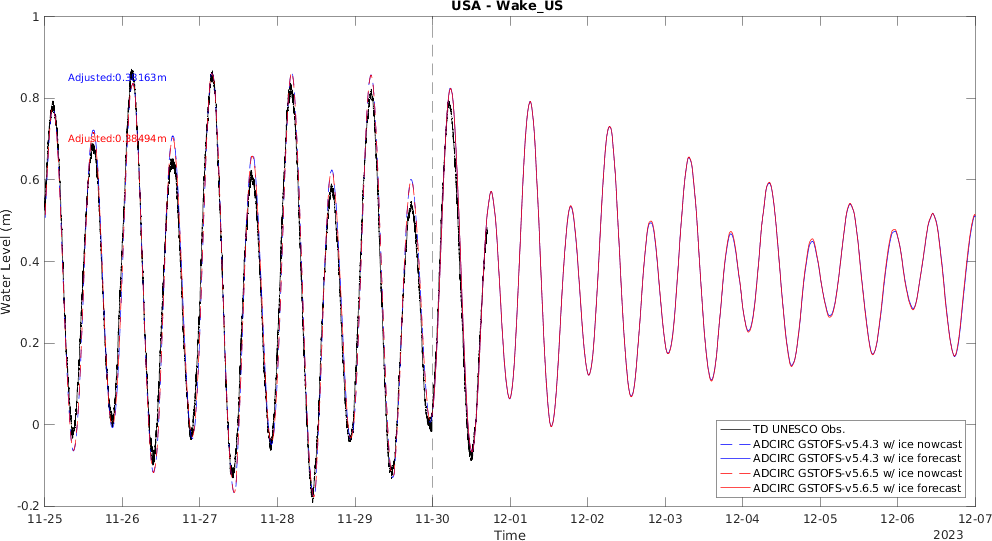 USA - Wake_US
1
0.8
0.6
0.4
0.2
0
-0.2
Water Level (m)
Adjusted:0.38163m
Adjusted:0.38494m
TD UNESCO Obs.
ADCIRC GSTOFS-v5.4.3 w/ ice nowcast
ADCIRC GSTOFS-v5.4.3 w/ ice forecast
ADCIRC GSTOFS-v5.6.5 w/ ice nowcast
ADCIRC GSTOFS-v5.6.5 w/ ice forecast
11-25 11-26 11-27 11-28 11-29 11-30 12-01 12-02 12-03 12-04 12-05 12-06 12-07
Time
2023